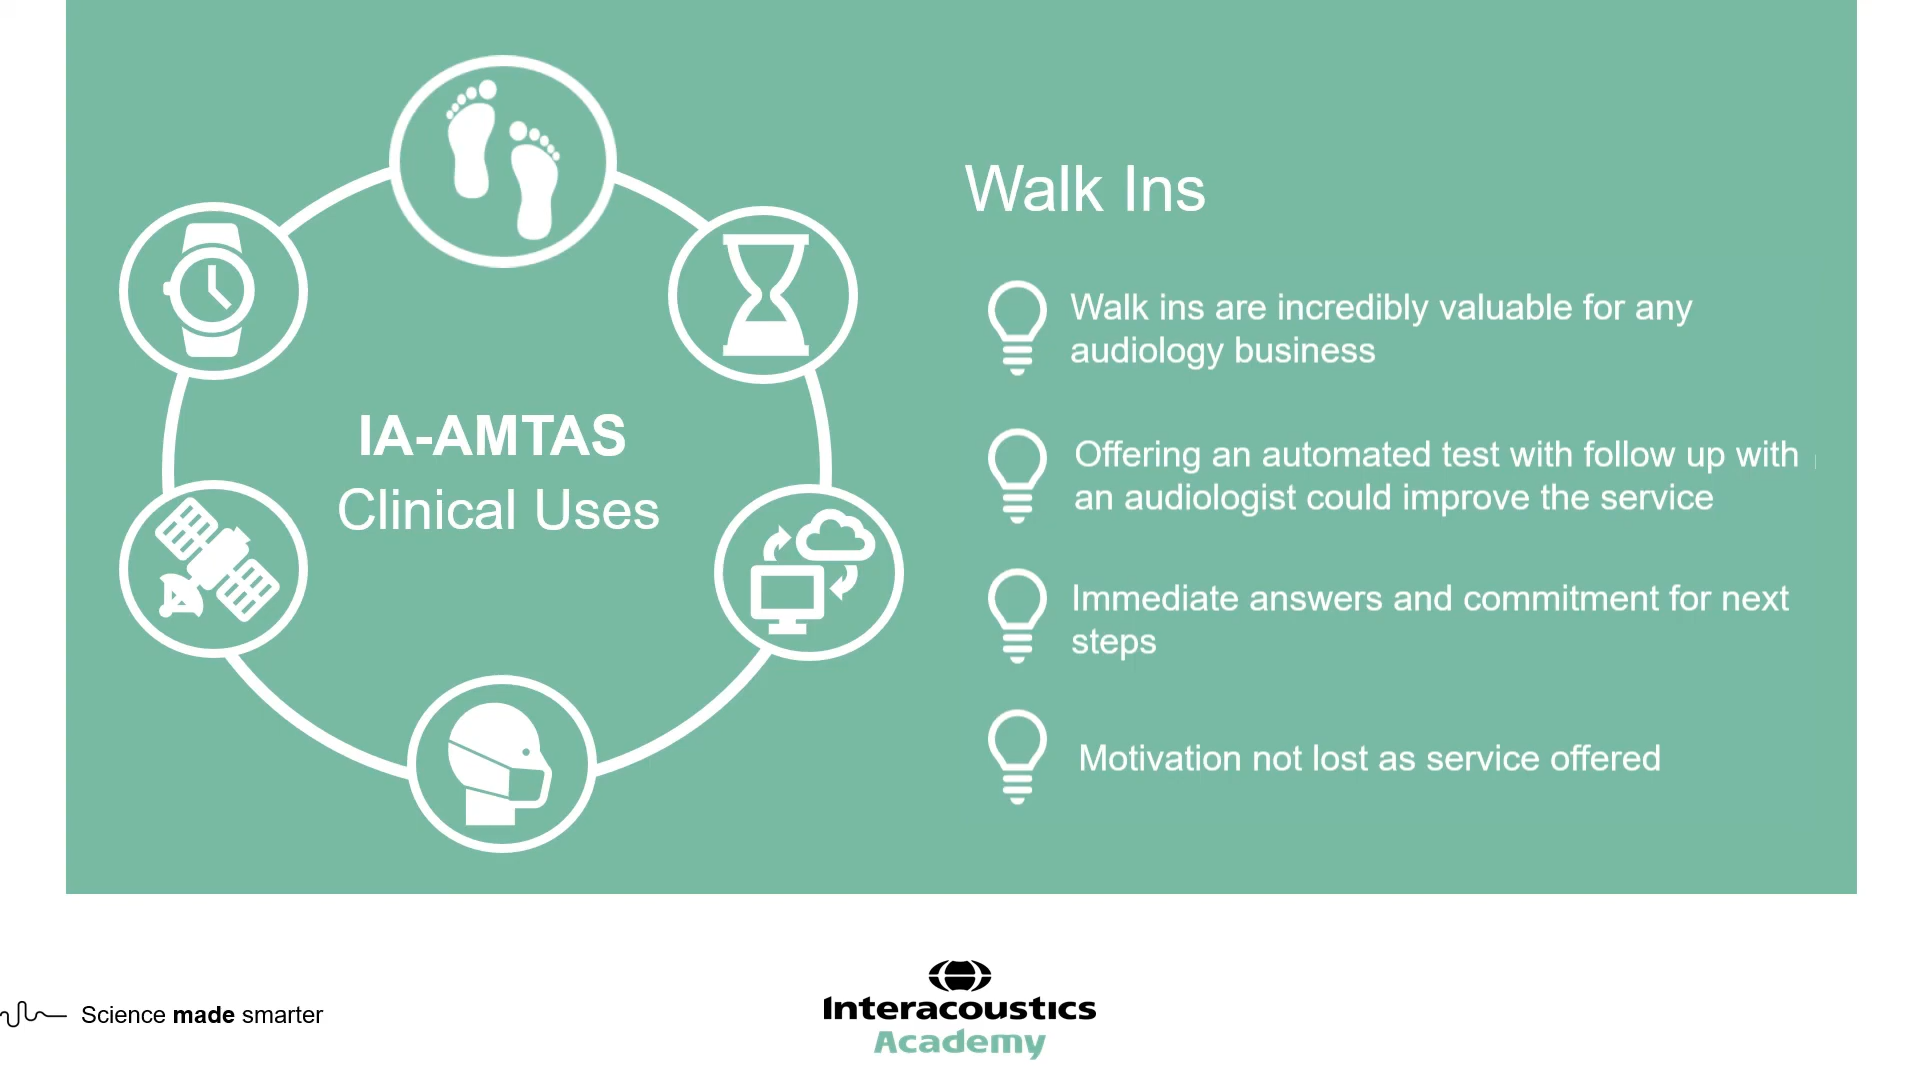 IA-AMTAS
Clinical Uses
Walk Ins
Walk ins are incredibly valuable for any
audiology business
Offering an automated test with follow up with
an audiologist could improve the service
Immediate answers and commitment for next
steps
Motivation not lost as service offered
Science made smarter
Interacoustics
Academy